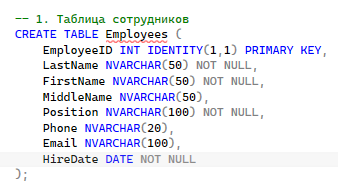 -- 1. Таблица сотрудников
CREATE TABLE Employees (
    EmployeeID INT IDENTITY(1,1) PRIMARY KEY,
    LastName NVARCHAR(50) NOT NULL,
    FirstName NVARCHAR(50) NOT NULL,
    MiddleName NVARCHAR(50),
    Position NVARCHAR(100) NOT NULL,
    Phone NVARCHAR(20),
    Email NVARCHAR(100),
    HireDate DATE NOT NULL
);